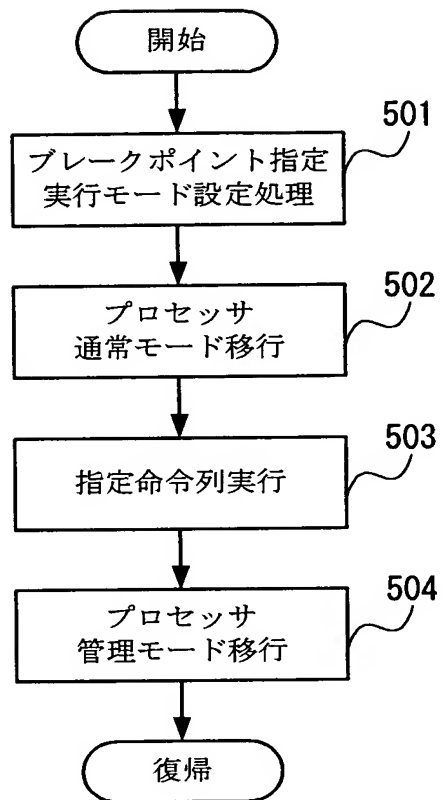 開始
501
ブレークポイント指定
実行モード設定処理
502
プロセッサ
通常モード移行
503
指定命令列実行
504
プロセッサ
管理モード移行
復帰